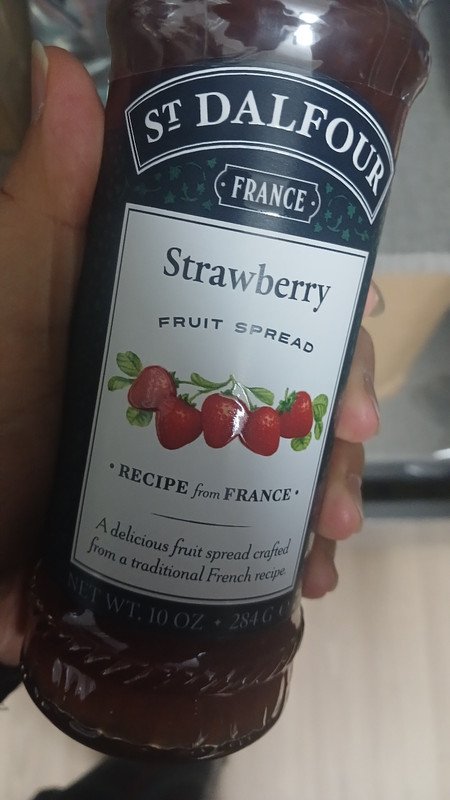 ST DALFOUR
FRANCE
Strawberry
FRUIT SPREAD
• RECIPE from FRANCE •
A delicious fruit spread crafted
from a traditional French recipe.
NET WT. 10 OZ • 284 G